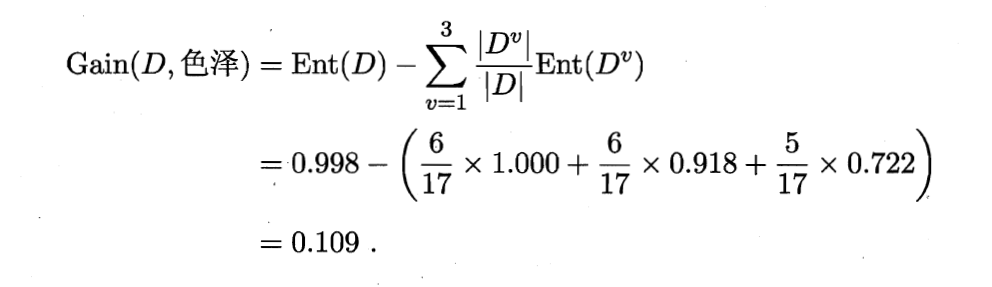 Gain(D, 色泽) = Ent(D) − ∑_{v=1}^{3} |D^v|/|D| Ent(D^v)
= 0.998 − (6/17 × 1.000 + 6/17 × 0.918 + 5/17 × 0.722)
= 0.109 .